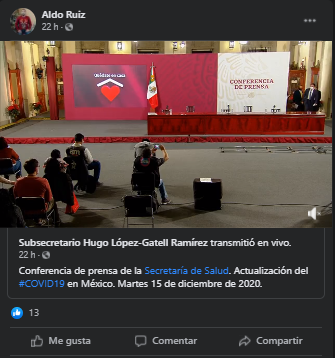 Aldo Ruíz
22 h ·
Quédate en casa
CONFERENCIA
DE PRENSA
Subsecretario Hugo López-Gatell Ramírez transmitió en vivo.
22 h ·
Conferencia de prensa de la Secretaría de Salud. Actualización del
#COVID19 en México. Martes 15 de diciembre de 2020.
13
Me gusta
Comentar
Compartir